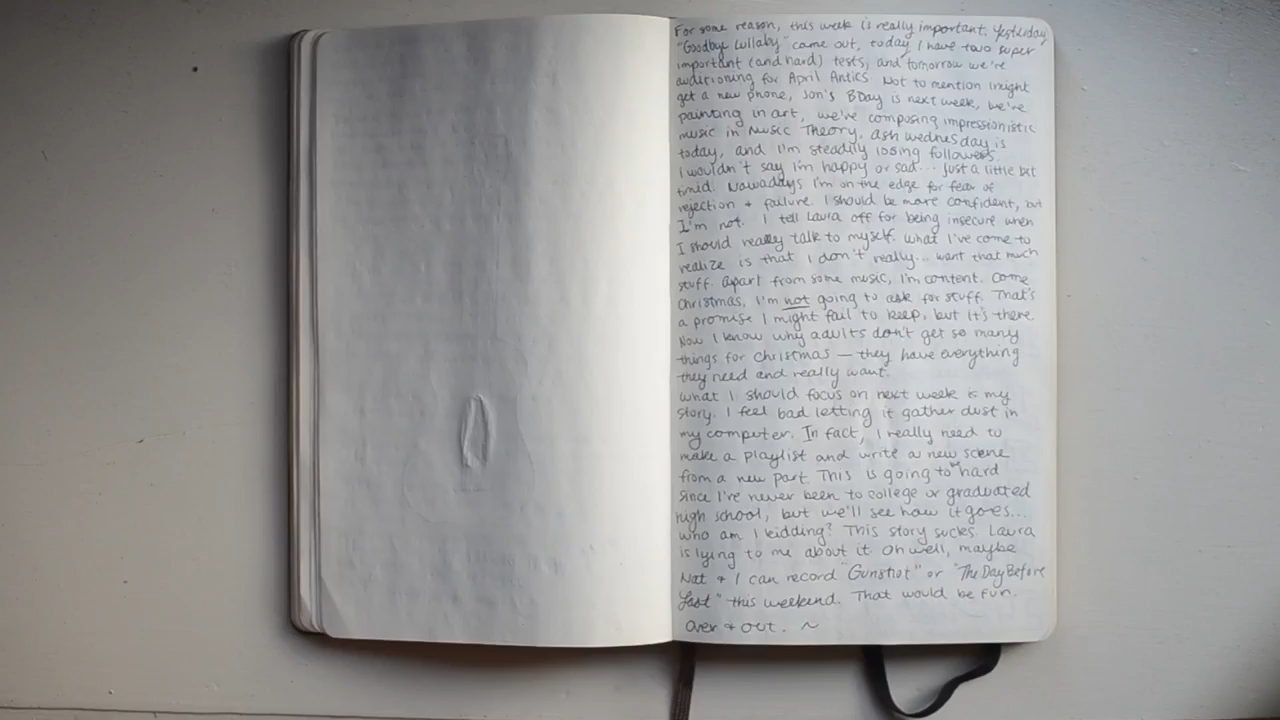 For some reason, this week is really important. Yesterday
"Goodbye Lullaby" came out, today I have two super
important (and hard) tests, and tomorrow we're
auditioning for April Antics. Not to mention I might
get a new phone, Jon's BDay is next week, we're
painting in art, we're composing impressionistic
music in Music Theory, Ash Wednesday is
today, and I'm steadily losing followers.
I wouldn't say I'm happy or sad... just a little bit
tired. Nowadays I'm on the edge for fear of
rejection + failure. I should be more confident, but
I'm not. I tell Laura off for being insecure when
I should really talk to myself. What I've come to
realize is that I don't really... want that much
stuff. Apart from some music, I'm content. Come
Christmas, I'm not going to ask for stuff. That's
a promise I might fail to keep, but it's there.
Now I know why adults don't get so many
things for Christmas — they have everything
they need and really want.
What I should focus on next week is my
story. I feel bad letting it gather dust in
my computer. In fact, I really need to
make a playlist and write a new scene
from a new part. This is going to be hard
since I've never been to college or graduated
high school, but we'll see how it goes...
who am I kidding? This story sucks. Laura
is lying to me about it. Oh well, maybe
Nat + I can record "Gunshot" or "The Day Before
Last" this weekend. That would be fun.
Over + out. ~